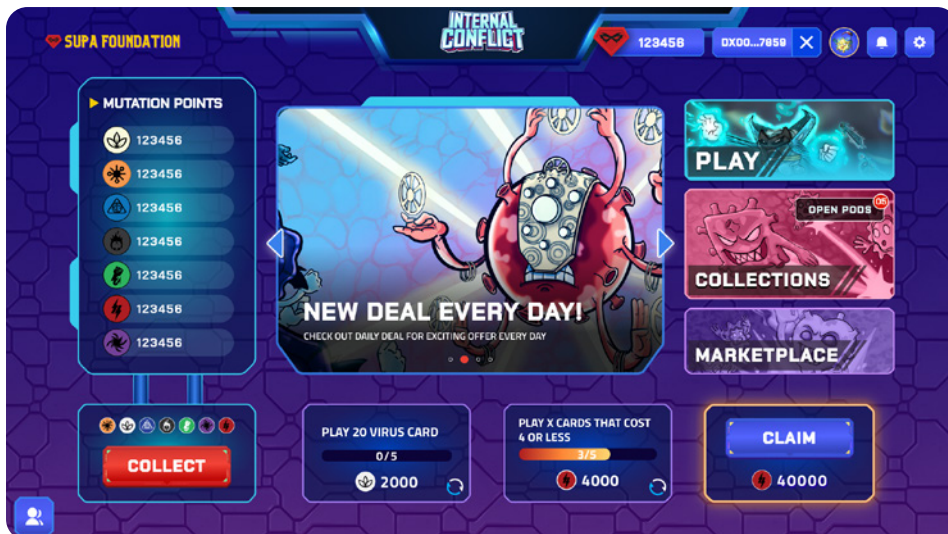 SUPA FOUNDATION
INTERNAL
CONFLICT
123456
0X00...7659
MUTATION POINTS
123456
123456
123456
123456
123456
123456
123456
COLLECT
NEW DEAL EVERY DAY!
CHECK OUT DAILY DEAL FOR EXCITING OFFER EVERY DAY
PLAY
OPEN PODS
05
COLLECTIONS
MARKETPLACE
PLAY 20 VIRUS CARD
0/5
2000
PLAY X CARDS THAT COST
4 OR LESS
3/5
4000
CLAIM
40000